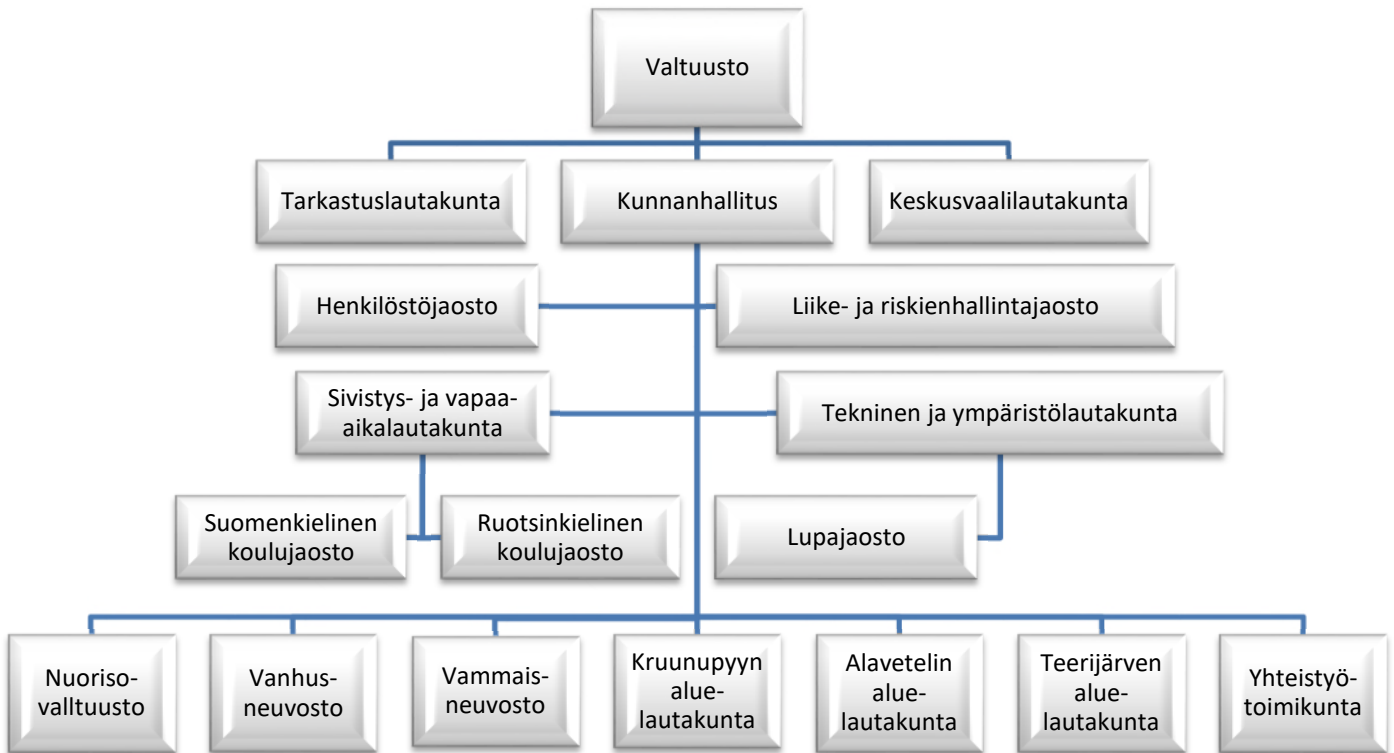 Valtuusto
Tarkastuslautakunta
Kunnanhallitus
Keskusvaalilautakunta
Henkilöstöjaosto
Liike- ja riskienhallintajaosto
Sivistys- ja vapaa-
aikalautakunta
Tekninen ja ympäristölautakunta
Suomenkielinen
koulujaosto
Ruotsinkielinen
koulujaosto
Lupajaosto
Nuoriso-
valltuusto
Vanhus-
neuvosto
Vammais-
neuvosto
Kruunupyyn
alue-
lautakunta
Alavetelin
alue-
lautakunta
Teerijärven
alue-
lautakunta
Yhteistyö-
toimikunta